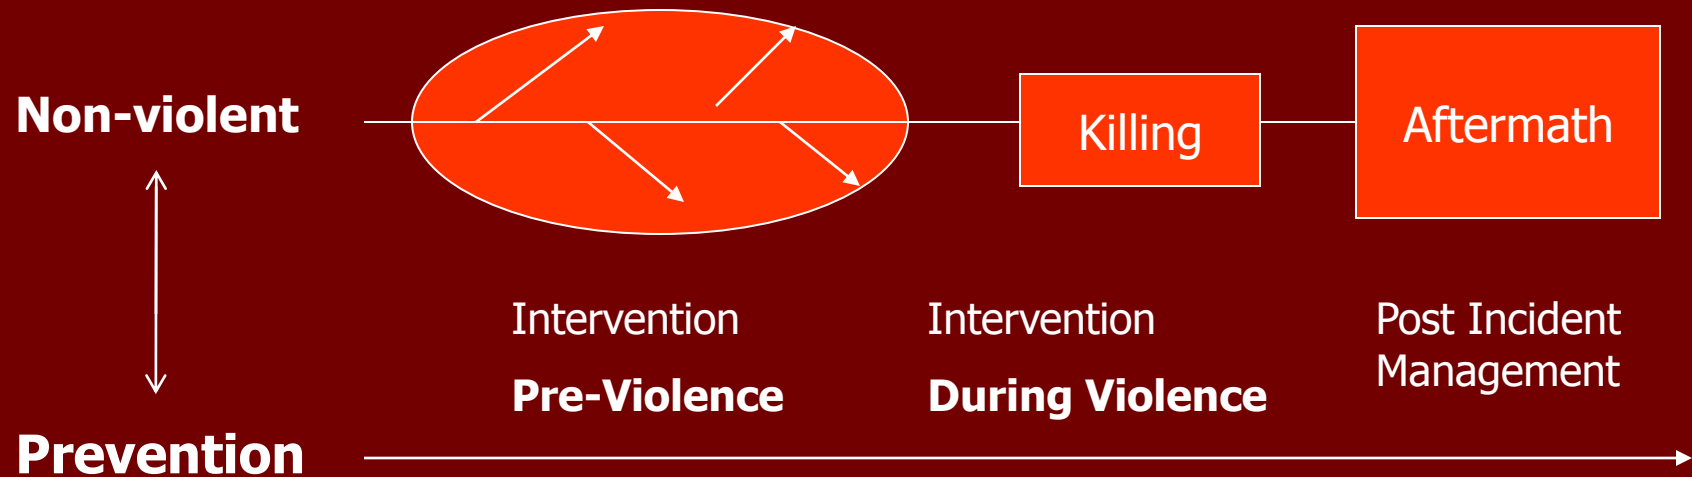 Non-violent
Killing
Aftermath
Intervention
Pre-Violence
Intervention
During Violence
Post Incident
Management
Prevention